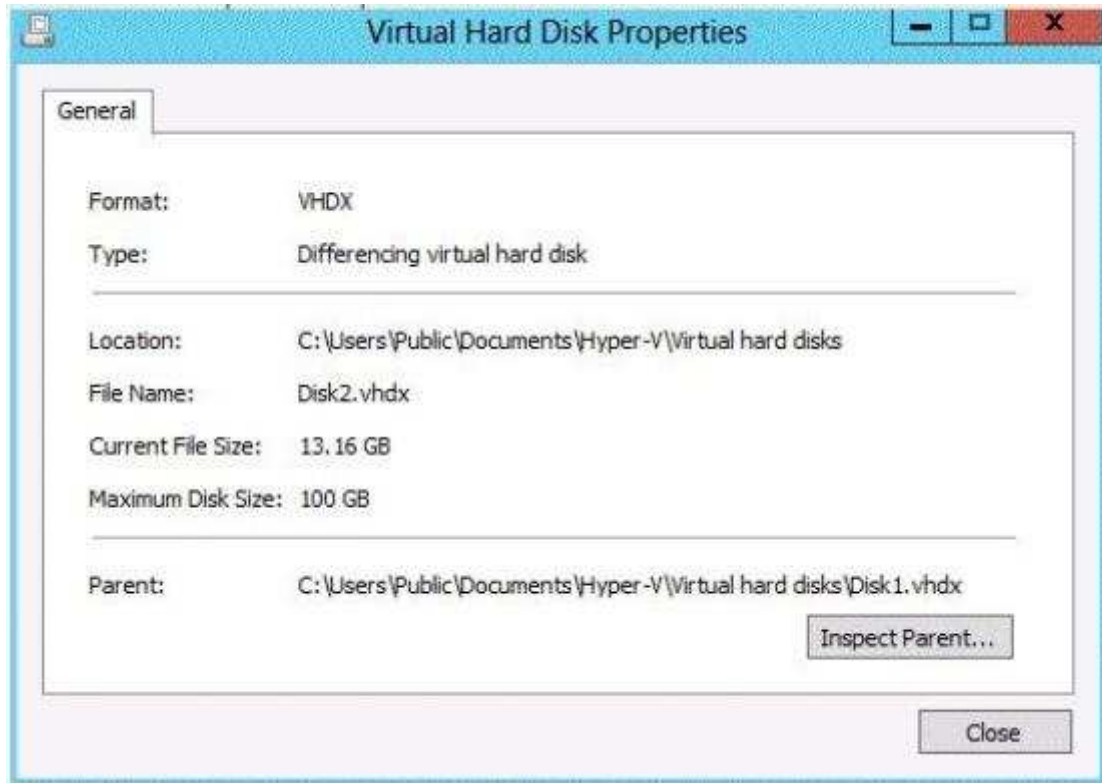 Virtual Hard Disk Properties
General
Format: VHDX
Type: Differencing virtual hard disk
Location: C:\Users\Public\Documents\Hyper-V\Virtual hard disks
File Name: Disk2.vhdx
Current File Size: 13.16 GB
Maximum Disk Size: 100 GB
Parent: C:\Users\Public\Documents\Hyper-V\Virtual hard disks\Disk1.vhdx
Inspect Parent...
Close